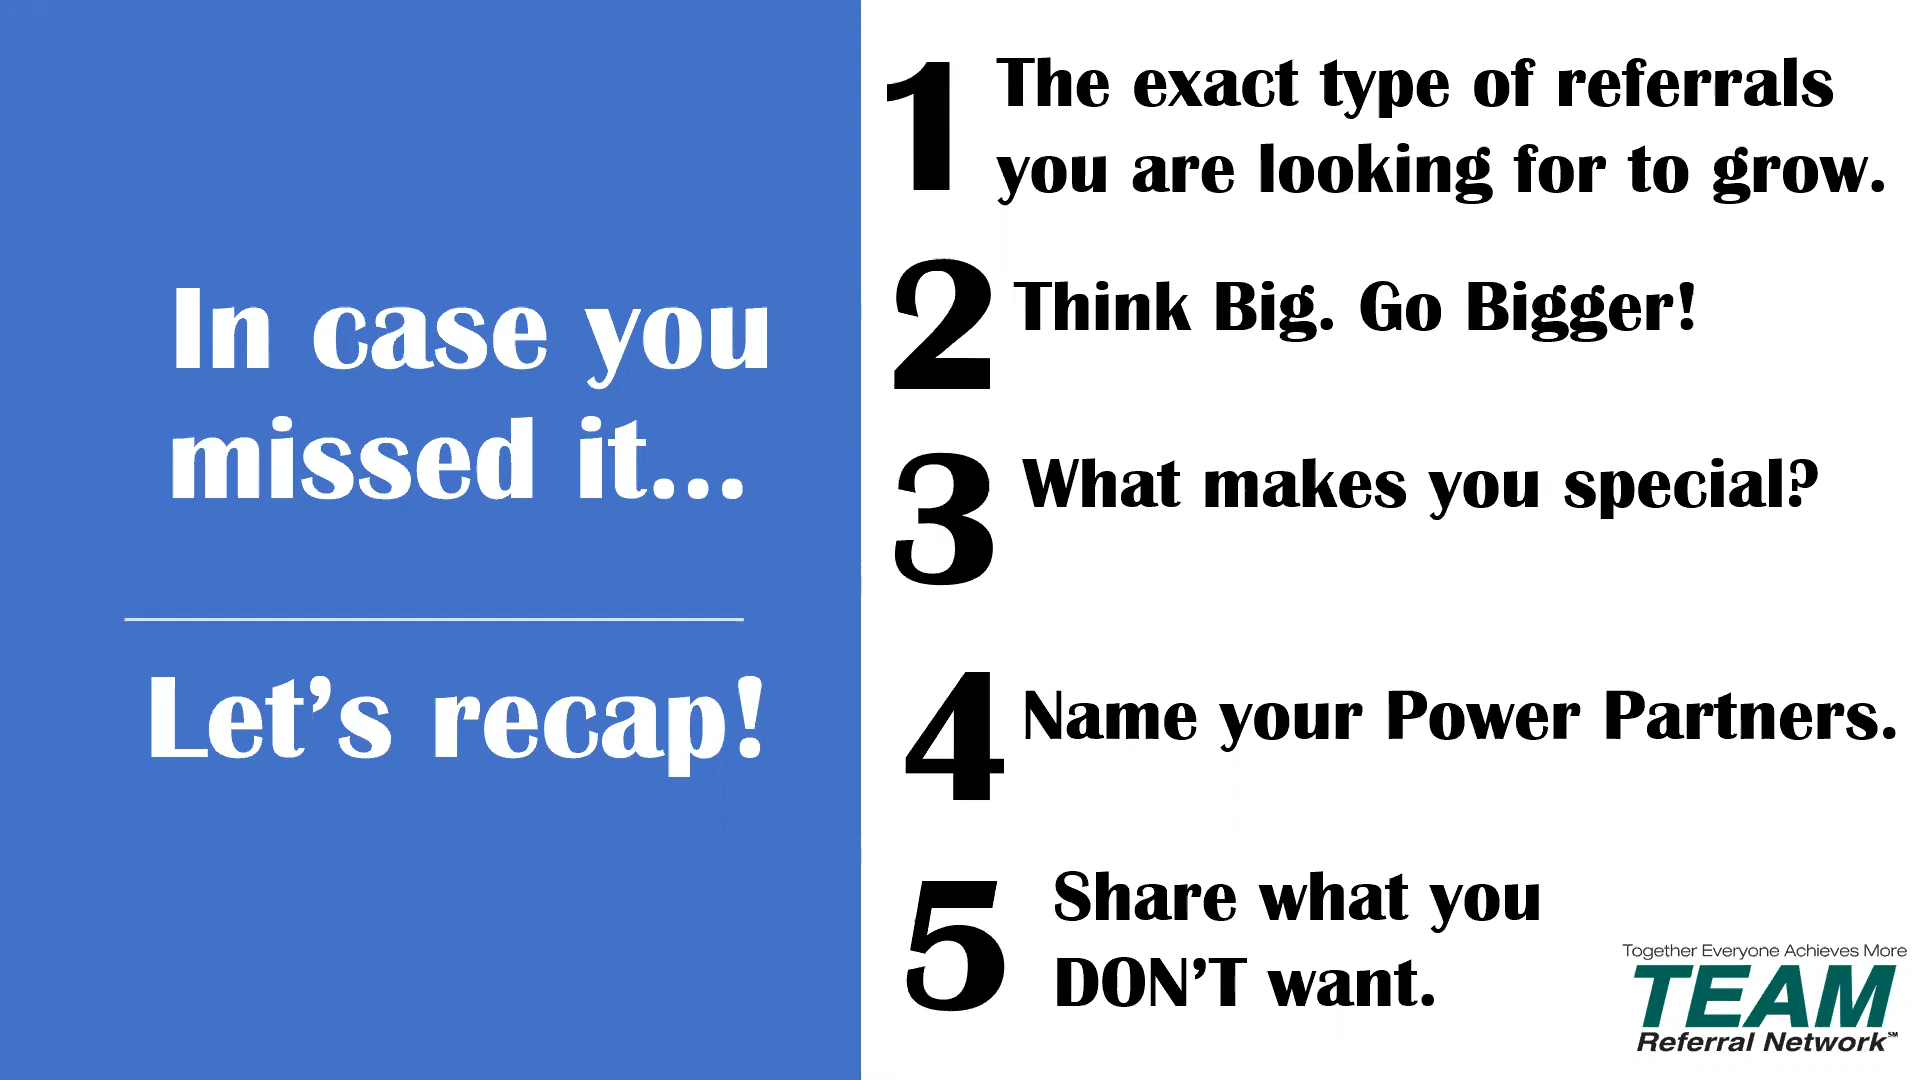 In case you
missed it...
Let's recap!
1
The exact type of referrals
you are looking for to grow.
2
Think Big. Go Bigger!
3
What makes you special?
4
Name your Power Partners.
5
Share what you
DON'T want.
Together Everyone Achieves More
TEAM
Referral Network℠